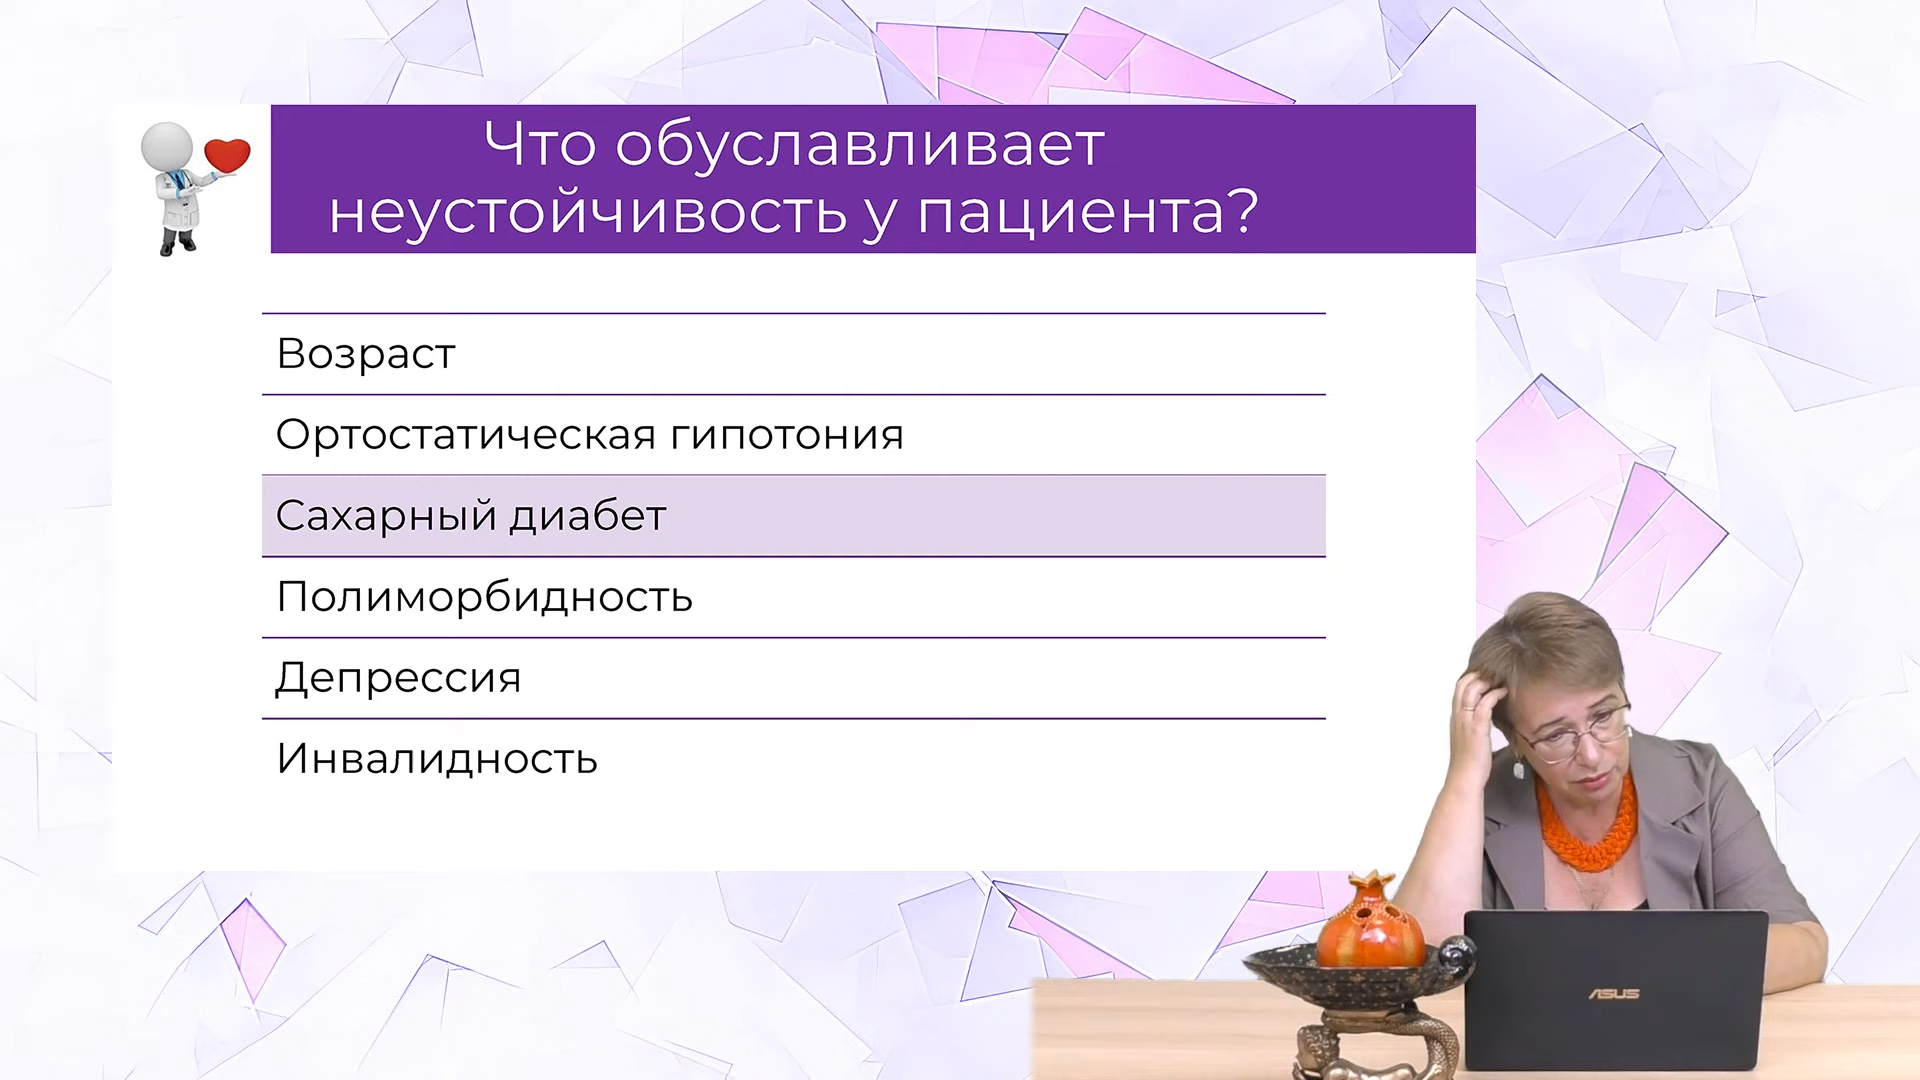 Что обуславливает
неустойчивость у пациента?
Возраст
Ортостатическая гипотония
Сахарный диабет
Полиморбидность
Депрессия
Инвалидность
ASUS